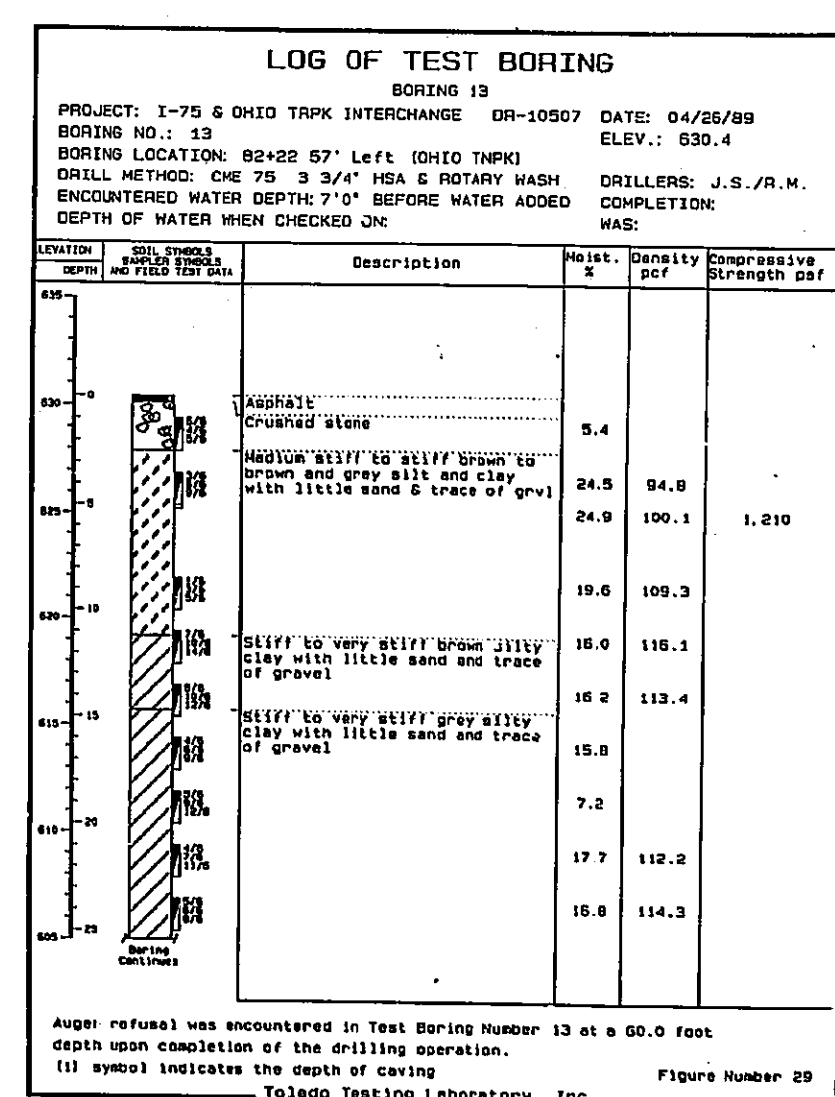 LOG OF TEST BORING
BORING 13
PROJECT: I-75 & OHIO TRPK INTERCHANGE DR-10507 DATE: 04/26/89
BORING NO.: 13 ELEV.: 630.4
BORING LOCATION: 82+22 57' Left (OHIO TNPK)
DRILL METHOD: CME 75 3 3/4" HSA & ROTARY WASH DRILLERS: J.S./R.M.
ENCOUNTERED WATER DEPTH: 7'0" BEFORE WATER ADDED COMPLETION:
DEPTH OF WATER WHEN CHECKED ON: WAS:
LEVATION DEPTH
SOIL SYMBOLS
SAMPLER SYMBOLS
AND FIELD TEST DATA
Description
Moist. %
Density pcf
Compressive Strength psf
635
630 0
Asphalt
Crushed stone 5.4
5/6
Medium stiff to stiff brown to
brown and grey silt and clay
with little sand & trace of grvl 24.5 94.8
625 5
24.9 100.1 1,210
19.6 109.3
620 10
Stiff to very stiff brown silty 16.0 116.1
clay with little sand and trace
of gravel
16 2 113.4
615 15
Stiff to very stiff grey silty
clay with little sand and trace
of gravel 15.8
7.2
610 20
17.7 112.2
16.8 114.3
605 25
Boring
Continues
Auger refusal was encountered in Test Boring Number 13 at a 60.0 foot
depth upon completion of the drilling operation.
(i) symbol indicates the depth of caving
Figure Number 29
Toledo Testing Laboratory, Inc.